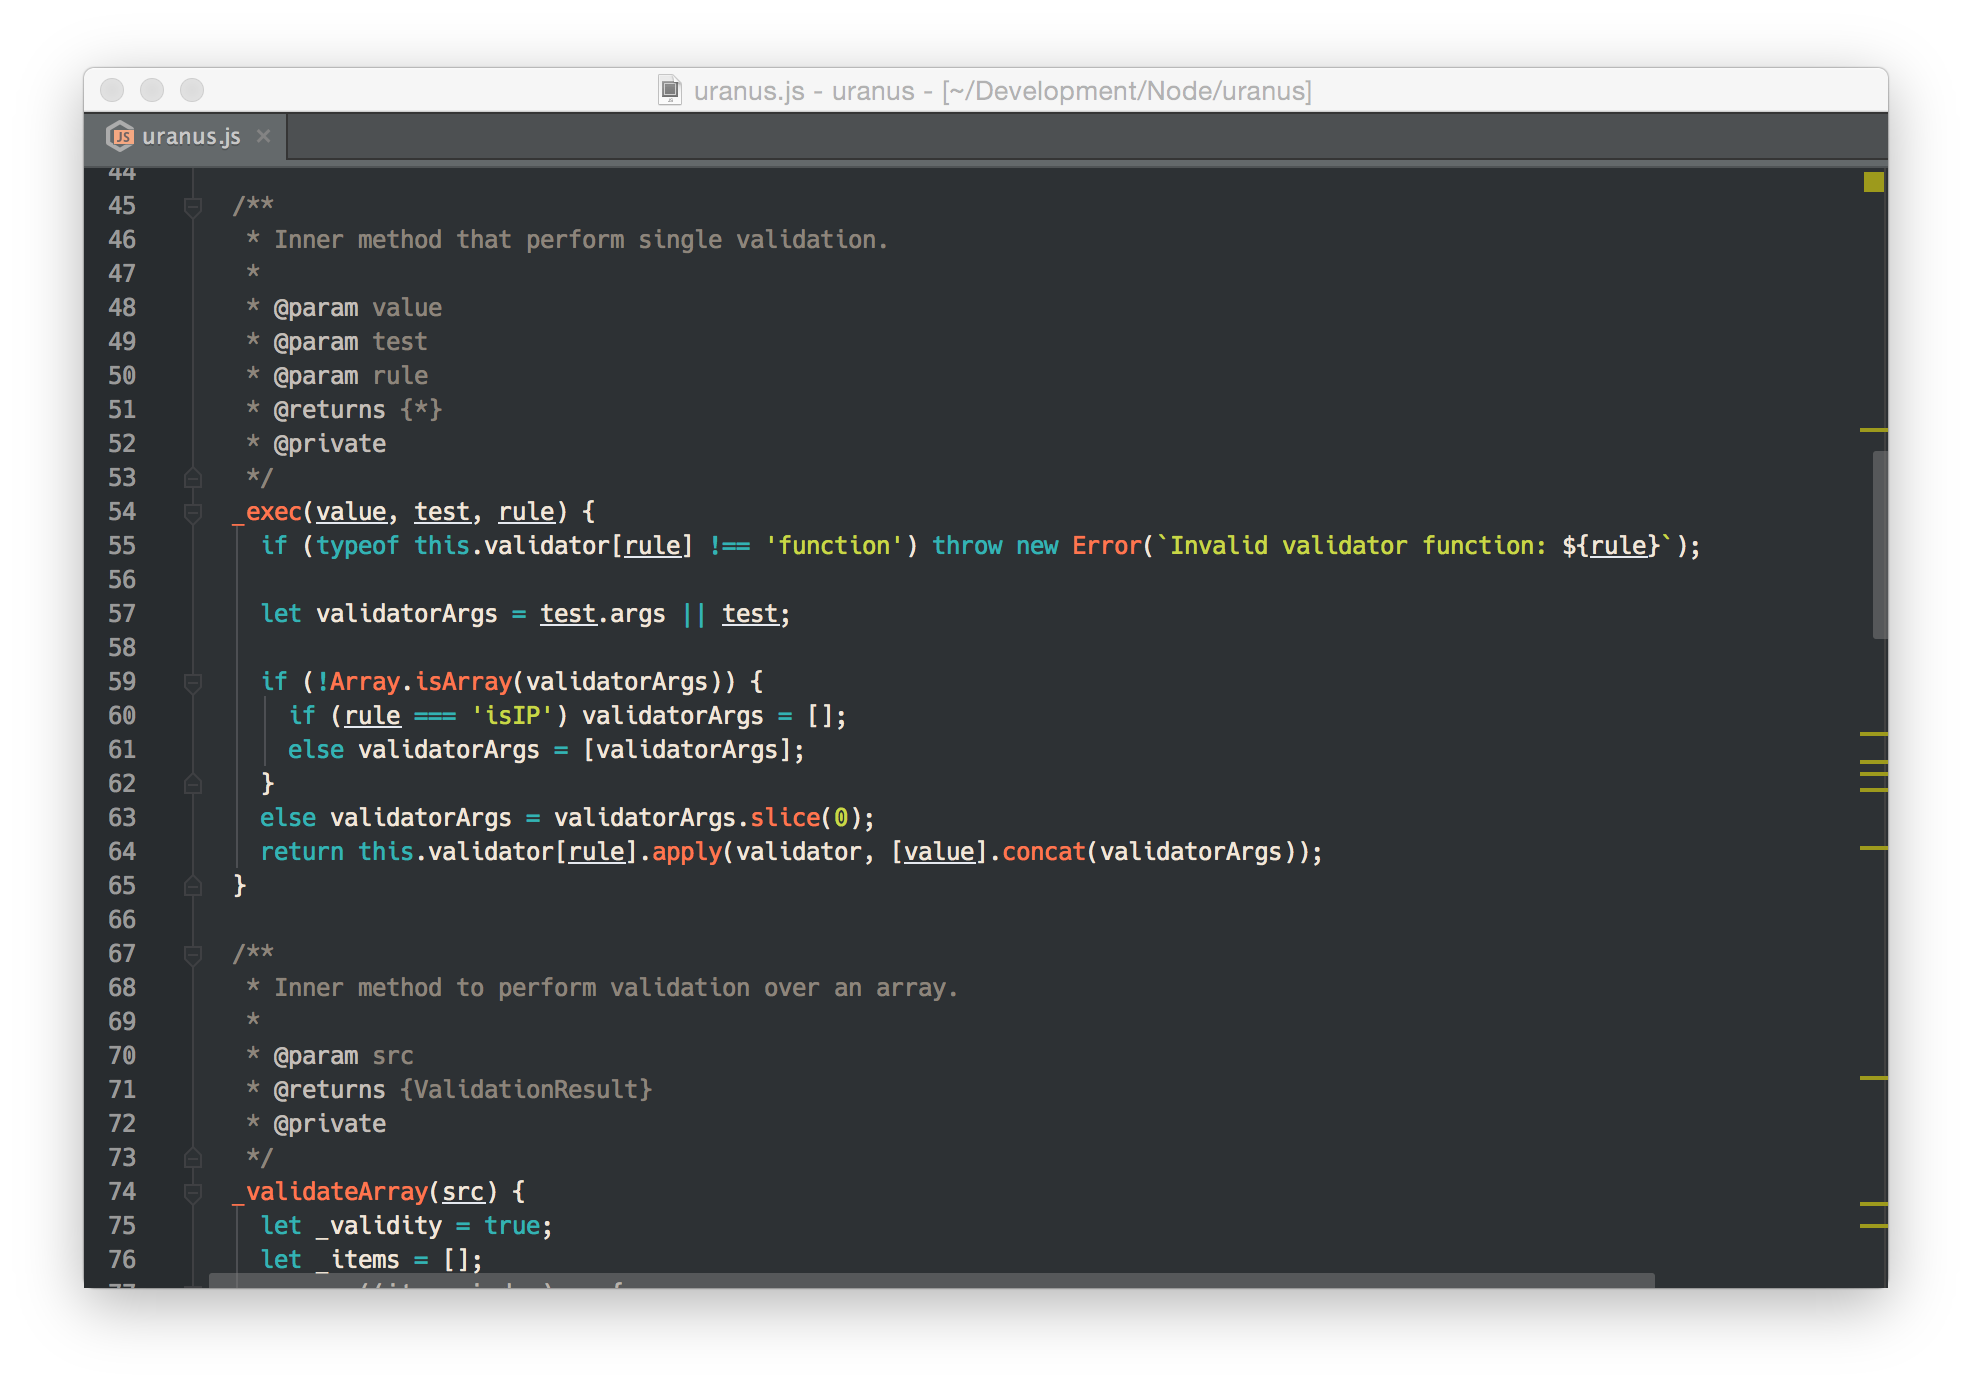 uranus.js - uranus - [~/Development/Node/uranus]
JS uranus.js ×
44
45 /**
46 * Inner method that perform single validation.
47 *
48 * @param value
49 * @param test
50 * @param rule
51 * @returns {*}
52 * @private
53 */
54 _exec(value, test, rule) {
55 if (typeof this.validator[rule] !== 'function') throw new Error(`Invalid validator function: ${rule}`);
56
57 let validatorArgs = test.args || test;
58
59 if (!Array.isArray(validatorArgs)) {
60 if (rule === 'isIP') validatorArgs = [];
61 else validatorArgs = [validatorArgs];
62 }
63 else validatorArgs = validatorArgs.slice(0);
64 return this.validator[rule].apply(validator, [value].concat(validatorArgs));
65 }
66
67 /**
68 * Inner method to perform validation over an array.
69 *
70 * @param src
71 * @returns {ValidationResult}
72 * @private
73 */
74 _validateArray(src) {
75 let _validity = true;
76 let _items = [];
77